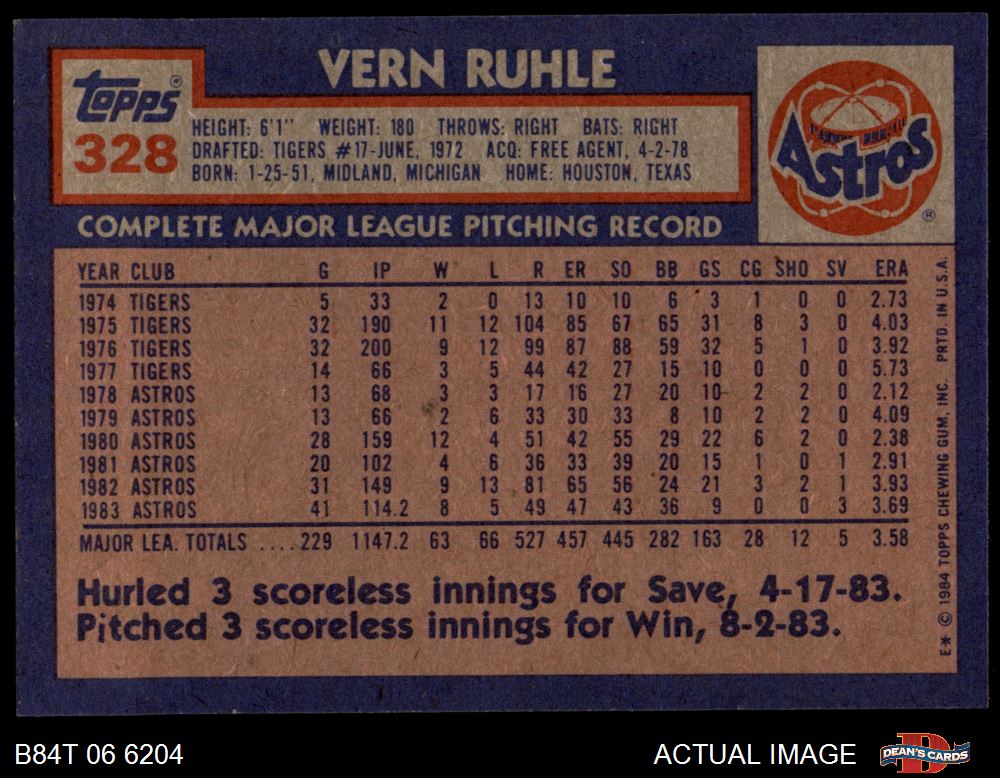 VERN RUHLE
Topps®
328
HEIGHT: 6'1" WEIGHT: 180 THROWS: RIGHT BATS: RIGHT
DRAFTED: TIGERS #17-JUNE, 1972 ACQ: FREE AGENT, 4-2-78
BORN: 1-25-51, MIDLAND, MICHIGAN HOME: HOUSTON, TEXAS
Astros
®
COMPLETE MAJOR LEAGUE PITCHING RECORD
YEAR CLUB G IP W L R ER SO BB GS CG SHO SV ERA
1974 TIGERS 5 33 2 0 13 10 10 6 3 1 0 0 2.73
1975 TIGERS 32 190 11 12 104 85 67 65 31 8 3 0 4.03
1976 TIGERS 32 200 9 12 99 87 88 59 32 5 1 0 3.92
1977 TIGERS 14 66 3 5 44 42 27 15 10 0 0 0 5.73
1978 ASTROS 13 68 3 3 17 16 27 20 10 2 2 0 2.12
1979 ASTROS 13 66 2 6 33 30 33 8 10 2 2 0 4.09
1980 ASTROS 28 159 12 4 51 42 55 29 22 6 2 0 2.38
1981 ASTROS 20 102 4 6 36 33 39 20 15 1 0 1 2.91
1982 ASTROS 31 149 9 13 81 65 56 24 21 3 2 1 3.93
1983 ASTROS 41 114.2 8 5 49 47 43 36 9 0 0 3 3.69
MAJOR LEA. TOTALS ....229 1147.2 63 66 527 457 445 282 163 28 12 5 3.58
Hurled 3 scoreless innings for Save, 4-17-83.
Pitched 3 scoreless innings for Win, 8-2-83.
E* © 1984 TOPPS CHEWING GUM, INC. PRTD. IN U.S.A.
B84T 06 6204
ACTUAL IMAGE
DEAN'S CARDS